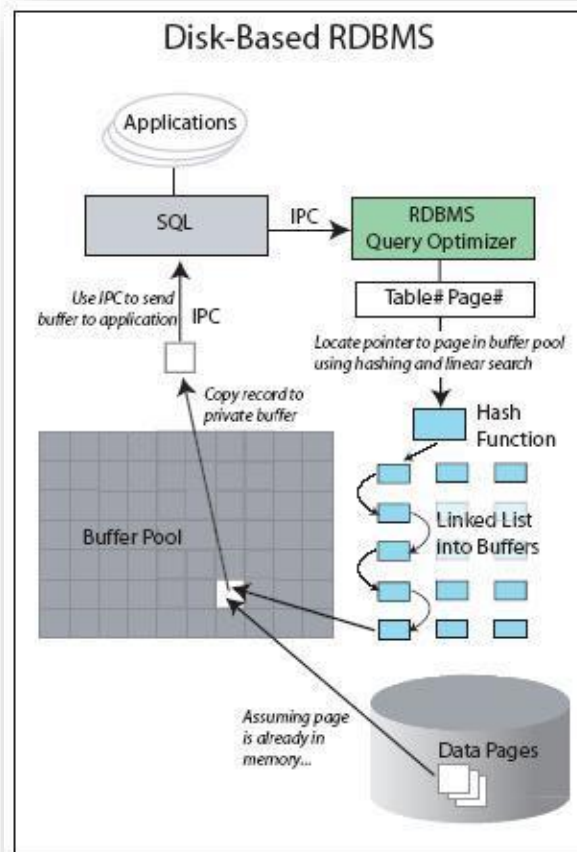 Disk-Based RDBMS
Applications
SQL
IPC
RDBMS
Query Optimizer
Use IPC to send
buffer to application
IPC
Table# Page#
Locate pointer to page in buffer pool
using hashing and linear search
Copy record to
private buffer
Hash
Function
Buffer Pool
Linked List
into Buffers
Assuming page
is already in
memory...
Data Pages